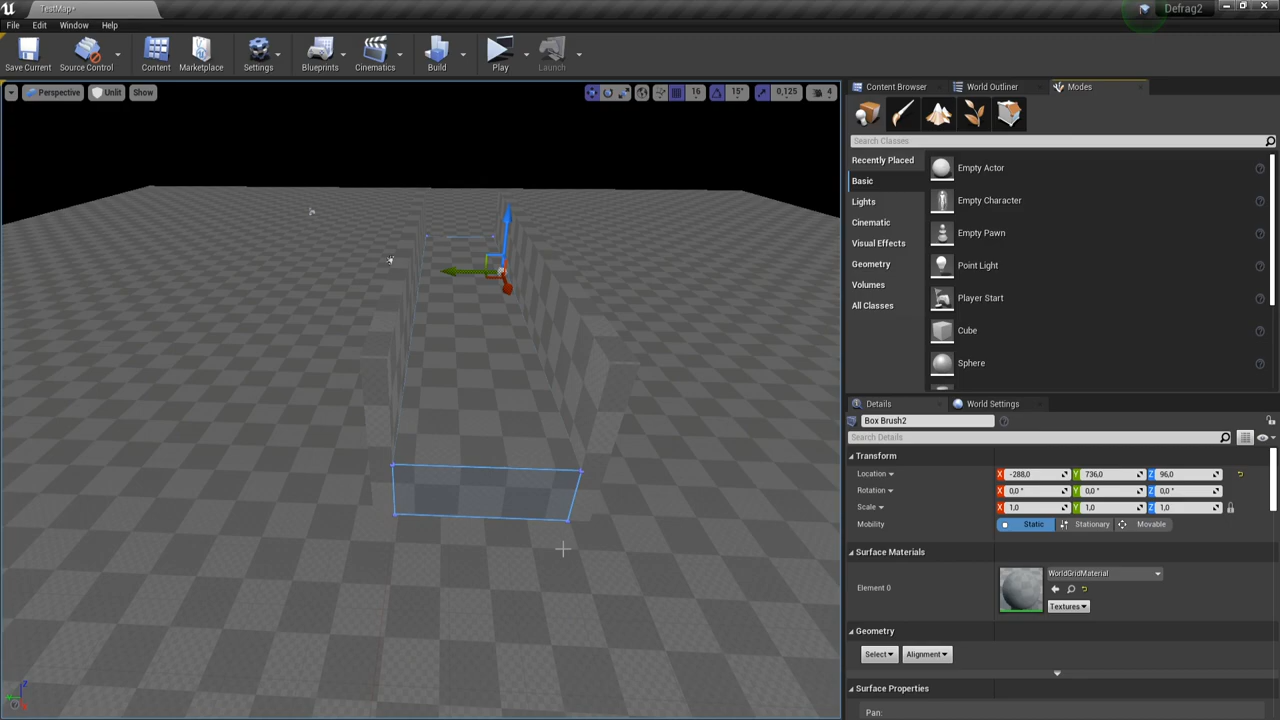 TestMap*
Defrag2
File Edit Window Help
Save Current Source Control Content Marketplace Settings Blueprints Cinematics Build Play Launch
Perspective Unlit Show 16 15° 0,125 4
Content Browser World Outliner Modes
Search Classes
Recently Placed
Basic
Lights
Cinematic
Visual Effects
Geometry
Volumes
All Classes
Empty Actor
Empty Character
Empty Pawn
Point Light
Player Start
Cube
Sphere
Details World Settings
Box Brush2
Search Details
Transform
Location X -288,0 Y 736,0 Z 96,0
Rotation X 0,0 ° Y 0,0 ° Z 0,0 °
Scale X 1,0 Y 1,0 Z 1,0
Mobility Static Stationary Movable
Surface Materials
Element 0 WorldGridMaterial
Textures
Geometry
Select Alignment
Surface Properties
Pan:
Z